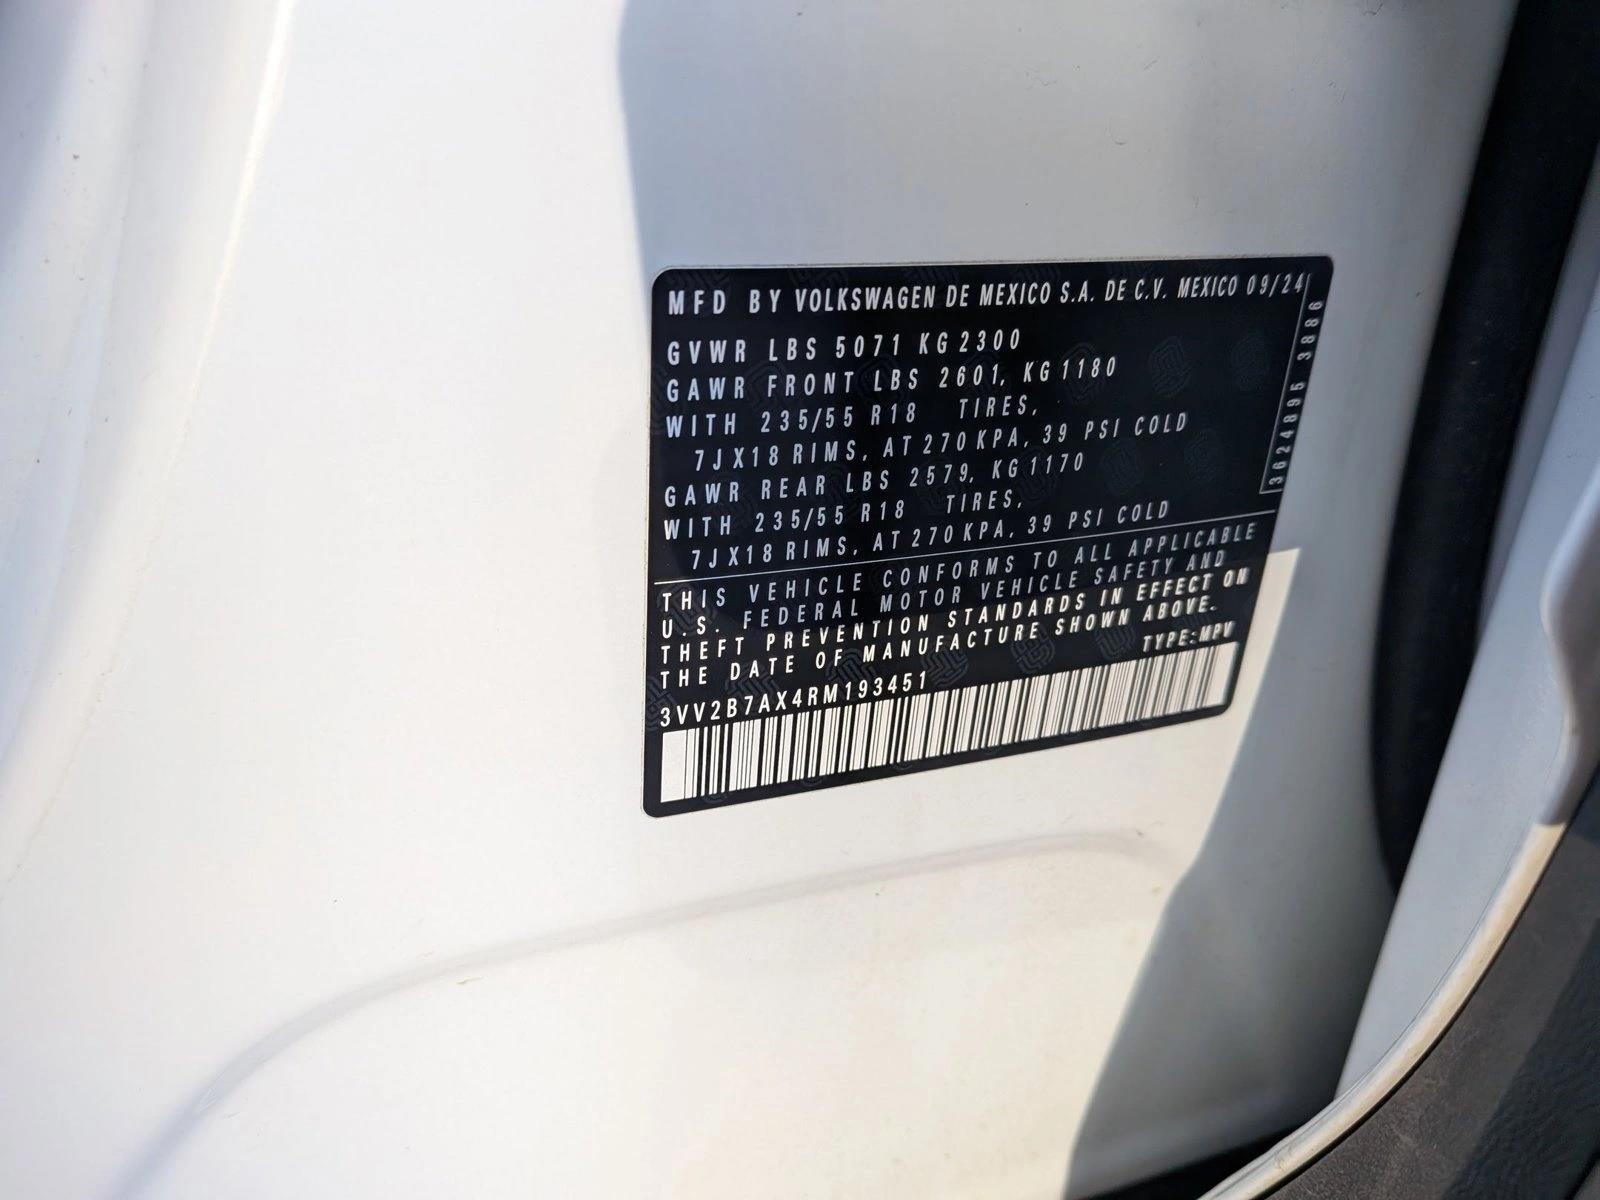 MFD BY VOLKSWAGEN DE MEXICO S.A. DE C.V. MEXICO 09/24
GVWR LBS 5071 KG 2300
GAWR FRONT LBS 2601, KG 1180
WITH 235/55 R18 TIRES,
7JX18 RIMS, AT 270 KPA, 39 PSI COLD
GAWR REAR LBS 2579, KG 1170
WITH 235/55 R18 TIRES,
7JX18 RIMS, AT 270 KPA, 39 PSI COLD
THIS VEHICLE CONFORMS TO ALL APPLICABLE
U.S. FEDERAL MOTOR VEHICLE SAFETY AND
THEFT PREVENTION STANDARDS IN EFFECT ON
THE DATE OF MANUFACTURE SHOWN ABOVE.
TYPE: MPV
3VV2B7AX4RM193451
3624895 3886